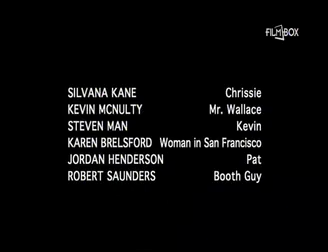 FILMBOX
SILVANA KANE Chrissie
KEVIN MCNULTY Mr. Wallace
STEVEN MAN Kevin
KAREN BRELSFORD Woman in San Francisco
JORDAN HENDERSON Pat
ROBERT SAUNDERS Booth Guy